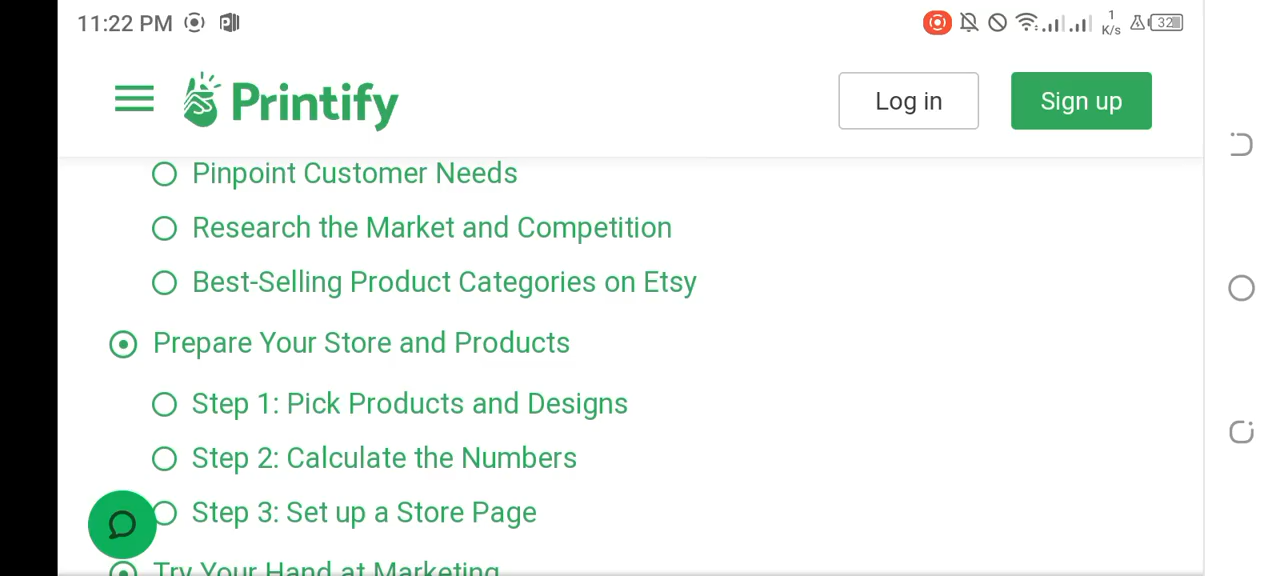 11:22 PM
1 K/s
32
Printify
Log in
Sign up
Pinpoint Customer Needs
Research the Market and Competition
Best-Selling Product Categories on Etsy
Prepare Your Store and Products
Step 1: Pick Products and Designs
Step 2: Calculate the Numbers
Step 3: Set up a Store Page
Try Your Hand at Marketing